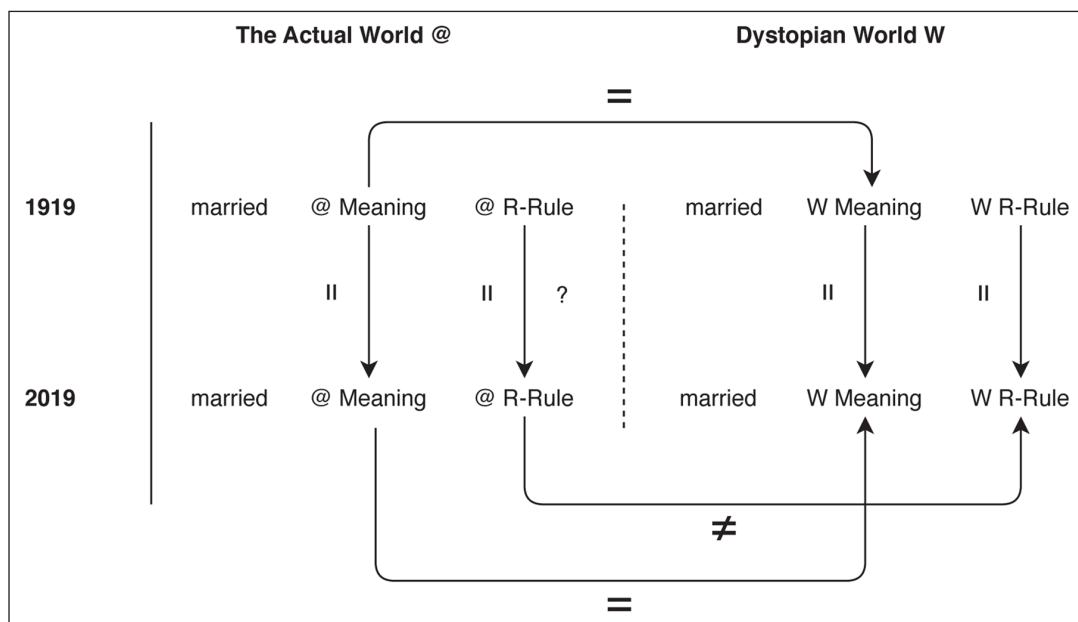 The Actual World @ Dystopian World W
=
1919 married @ Meaning @ R-Rule married W Meaning W R-Rule
II II ? II II
2019 married @ Meaning @ R-Rule married W Meaning W R-Rule
≠
=